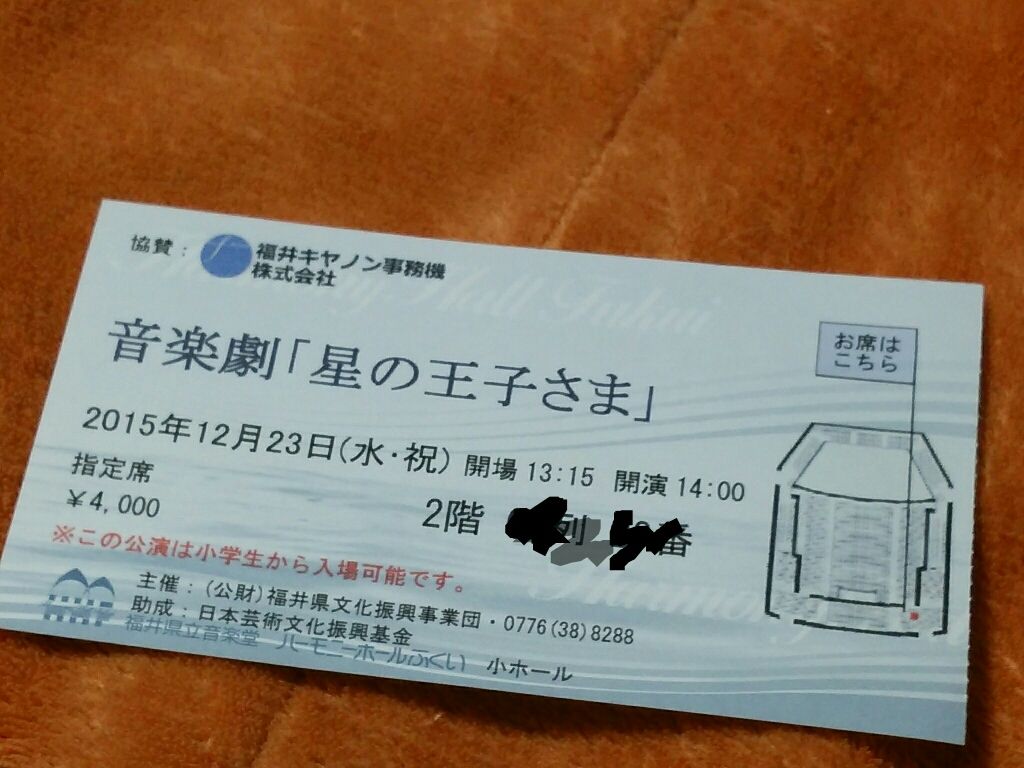 協賛：
福井キヤノン事務機
株式会社
Harmony Hall Fukui
音楽劇「星の王子さま」
2015年12月23日(水・祝) 開場 13:15 開演 14:00
指定席
￥4,000
2階 列 番
※この公演は小学生から入場可能です。
主催：(公財)福井県文化振興事業団・0776(38)8288
助成：日本芸術文化振興基金
福井県立音楽堂 ハーモニーホールふくい 小ホール
お席は
こちら
Harmony